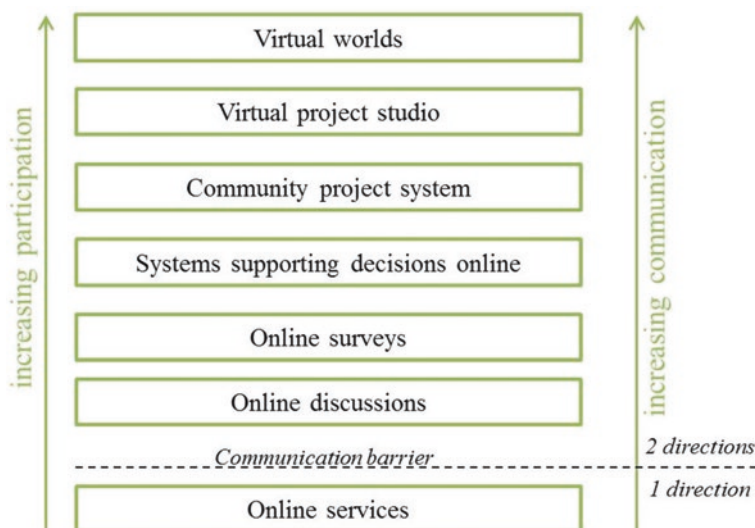 Virtual worlds
Virtual project studio
Community project system
Systems supporting decisions online
Online surveys
Online discussions
Communication barrier
Online services
increasing participation
increasing communication
2 directions
1 direction